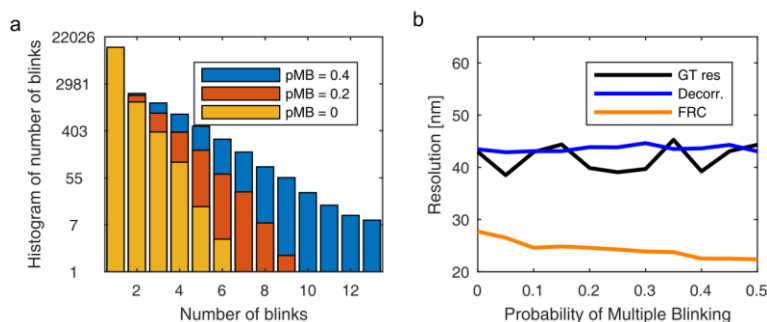 a
22026
2981
403
55
7
1
Histogram of number of blinks
pMB = 0.4
pMB = 0.2
pMB = 0
2 4 6 8 10 12
Number of blinks
b
60
50
40
30
20
Resolution [nm]
GT res
Decorr.
FRC
0 0.1 0.2 0.3 0.4 0.5
Probability of Multiple Blinking